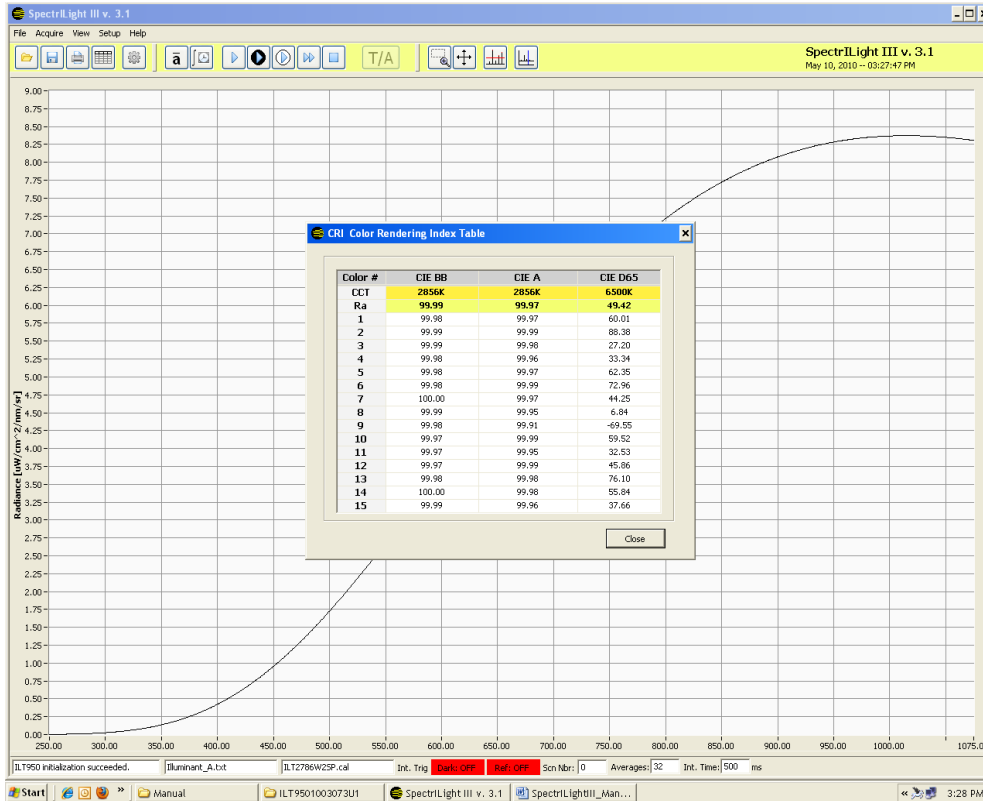 SpectrILight III v. 3.1
File Acquire View Setup Help
ā T/A
SpectrILight III v. 3.1
May 10, 2010 -- 03:27:47 PM
9.00
8.75
8.50
8.25
8.00
7.75
7.50
7.25
7.00
6.75
6.50
6.25
6.00
5.75
5.50
5.25
5.00
4.75
4.50
4.25
4.00
3.75
3.50
3.25
3.00
2.75
2.50
2.25
2.00
1.75
1.50
1.25
1.00
0.75
0.50
0.25
0.00
Radiance [uW/cm^2/nm/sr]
CRI Color Rendering Index Table
Color # CIE BB CIE A CIE D65
CCT 2856K 2856K 6500K
Ra 99.99 99.97 49.42
1 99.98 99.97 60.01
2 99.99 99.99 88.38
3 99.99 99.98 27.20
4 99.98 99.96 33.34
5 99.98 99.97 62.35
6 99.98 99.99 72.96
7 100.00 99.97 44.25
8 99.99 99.95 6.84
9 99.98 99.91 -69.55
10 99.97 99.99 59.52
11 99.97 99.95 32.53
12 99.97 99.99 45.86
13 99.98 99.98 76.10
14 100.00 99.98 55.84
15 99.99 99.96 37.66
Close
250.00 300.00 350.00 400.00 450.00 500.00 550.00 600.00 650.00 700.00 750.00 800.00 850.00 900.00 950.00 1000.00 1075.0
ILT950 initialization succeeded. Illuminant_A.txt ILT2786W2SP.cal Int. Trig Dark: OFF Ref: OFF Scn Nbr: 0 Averages: 32 Int. Time: 500 ms
Start » Manual ILT9501003073U1 SpectrILight III v. 3.1 SpectrILightIII_Man... « 3:28 PM